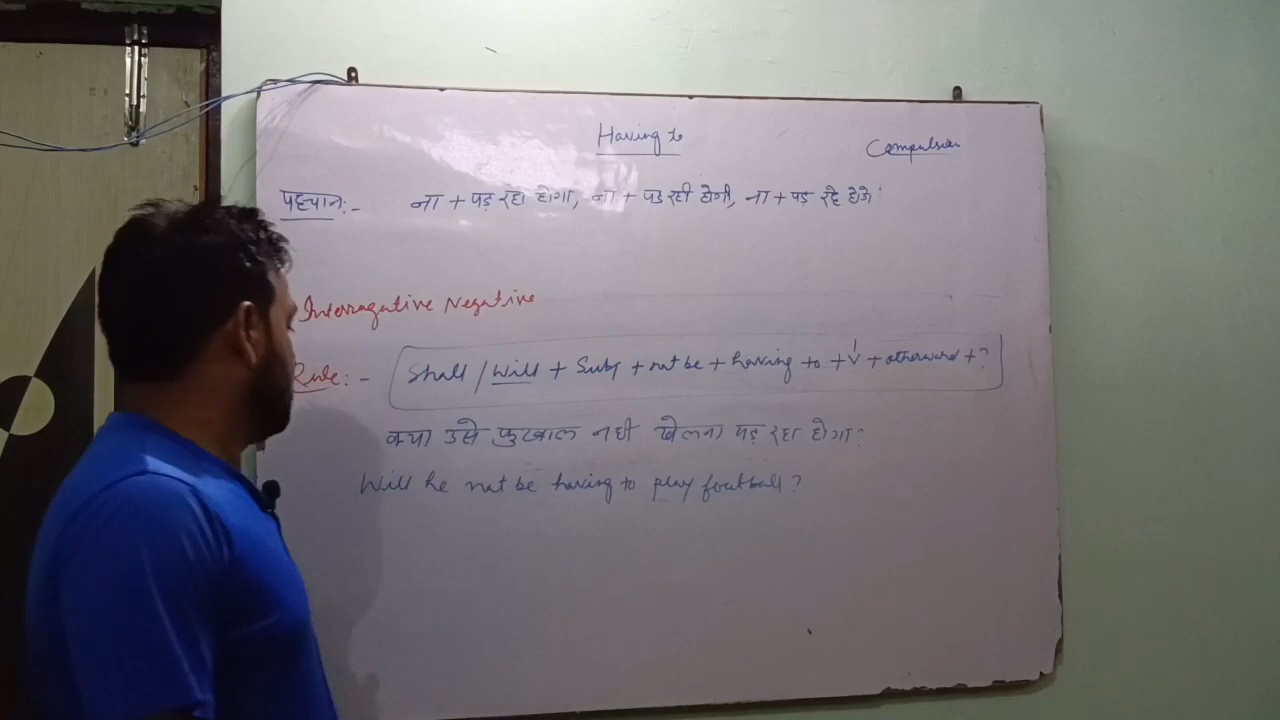 Having to
Compulsion
पहचान:- ना + पड़ रहा होगा, ना + पड़ रही होगी, ना + पड़ रहे होंगे
Interragative Negative
Rule:- Shall / Will + Subj + not be + having to + V1 + otherword + ?
क्या उसे फुटबाल नहीं खेलना पड़ रहा होगा?
Will he not be having to play football?